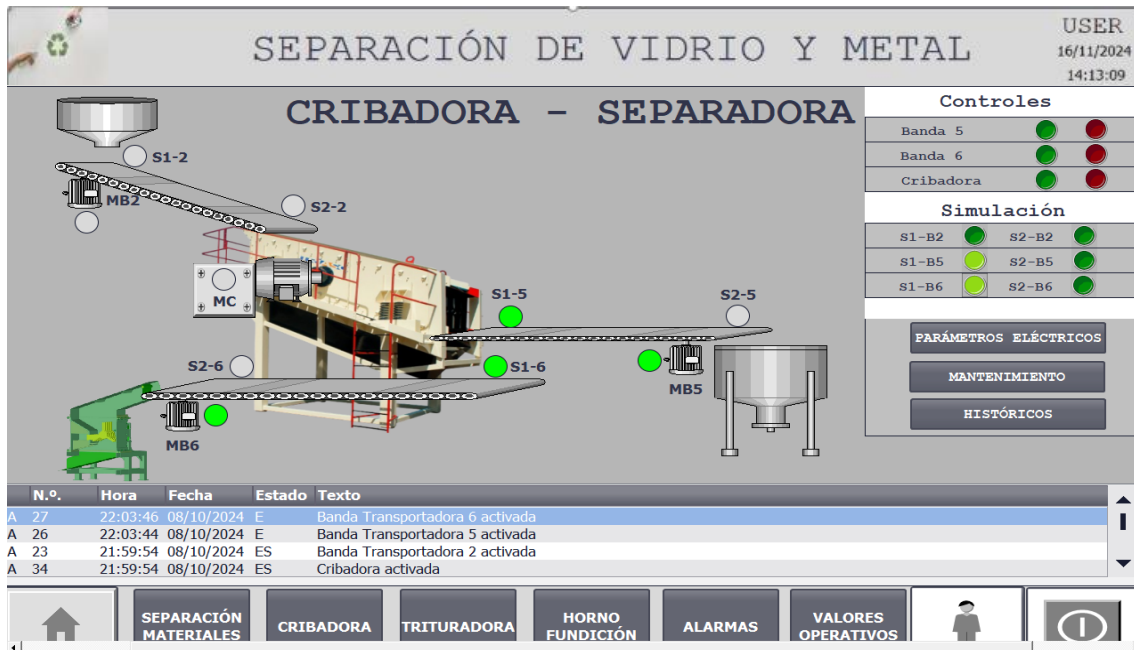 SEPARACIÓN DE VIDRIO Y METAL
USER
16/11/2024
14:13:09
CRIBADORA - SEPARADORA
Controles
Banda 5
Banda 6
Cribadora
Simulación
S1-B2 S2-B2
S1-B5 S2-B5
S1-B6 S2-B6
PARÁMETROS ELÉCTRICOS
MANTENIMIENTO
HISTÓRICOS
S1-2
MB2
S2-2
MC
S1-5
S2-5
S2-6
S1-6
MB5
MB6
N.º. Hora Fecha Estado Texto
A 27 22:03:46 08/10/2024 E Banda Transportadora 6 activada
A 26 22:03:44 08/10/2024 E Banda Transportadora 5 activada
A 23 21:59:54 08/10/2024 ES Banda Transportadora 2 activada
A 34 21:59:54 08/10/2024 ES Cribadora activada
SEPARACIÓN
MATERIALES
CRIBADORA
TRITURADORA
HORNO
FUNDICIÓN
ALARMAS
VALORES
OPERATIVOS